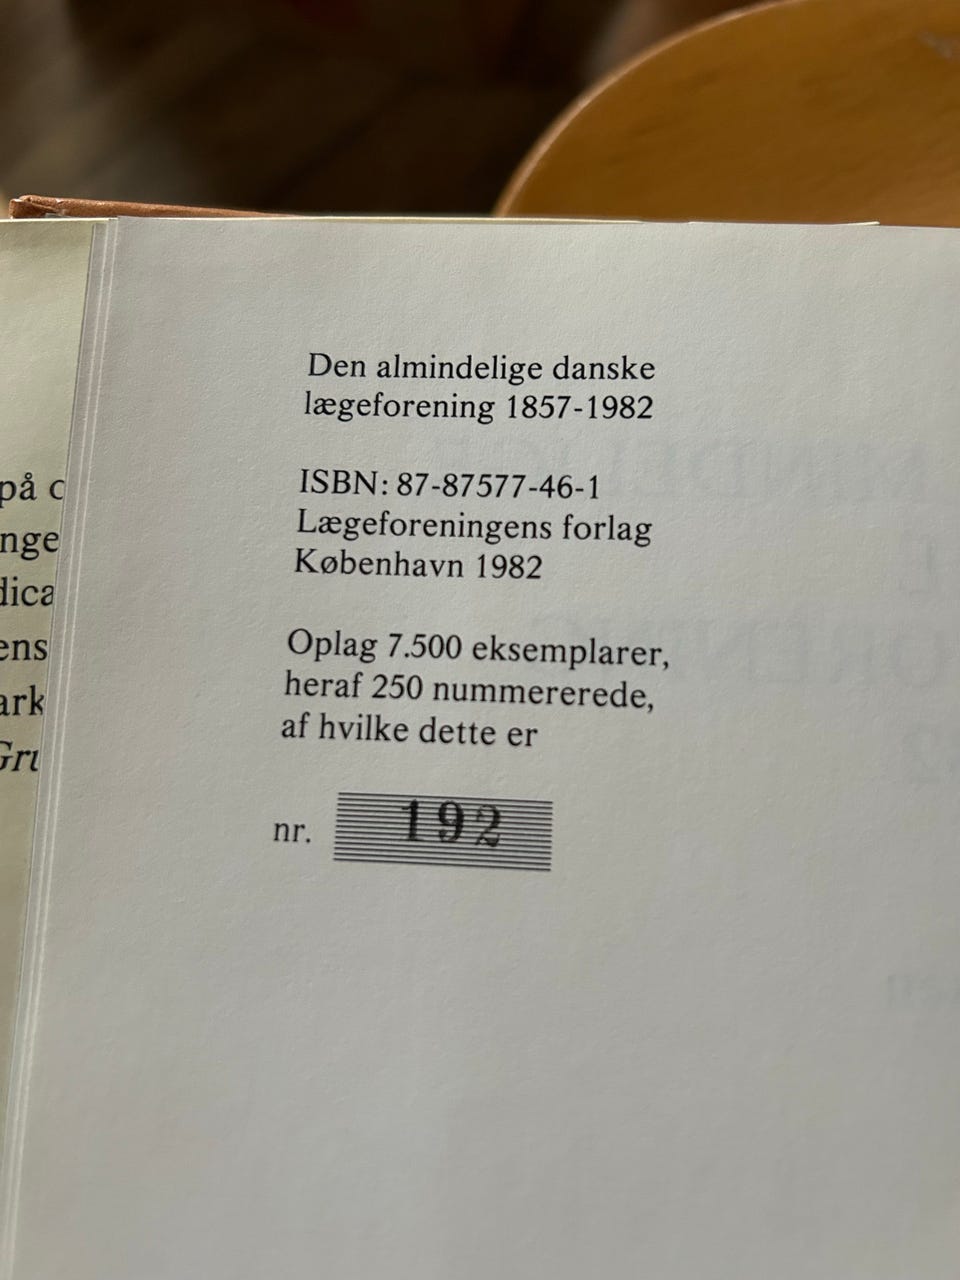 Den almindelige danske
lægeforening 1857-1982
ISBN: 87-87577-46-1
Lægeforeningens forlag
København 1982
Oplag 7.500 eksemplarer,
heraf 250 nummererede,
af hvilke dette er
nr. 192
på